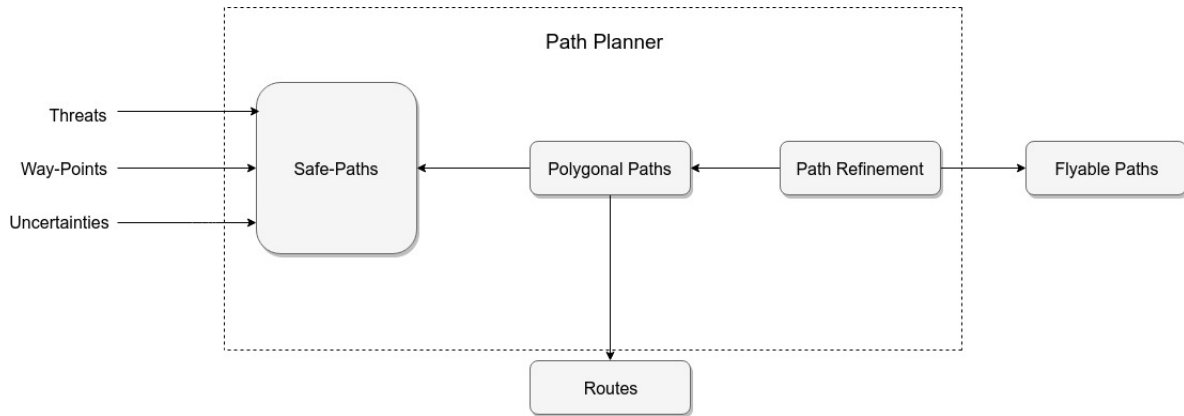 Path Planner
Threats
Way-Points
Uncertainties
Safe-Paths
Polygonal Paths
Path Refinement
Flyable Paths
Routes